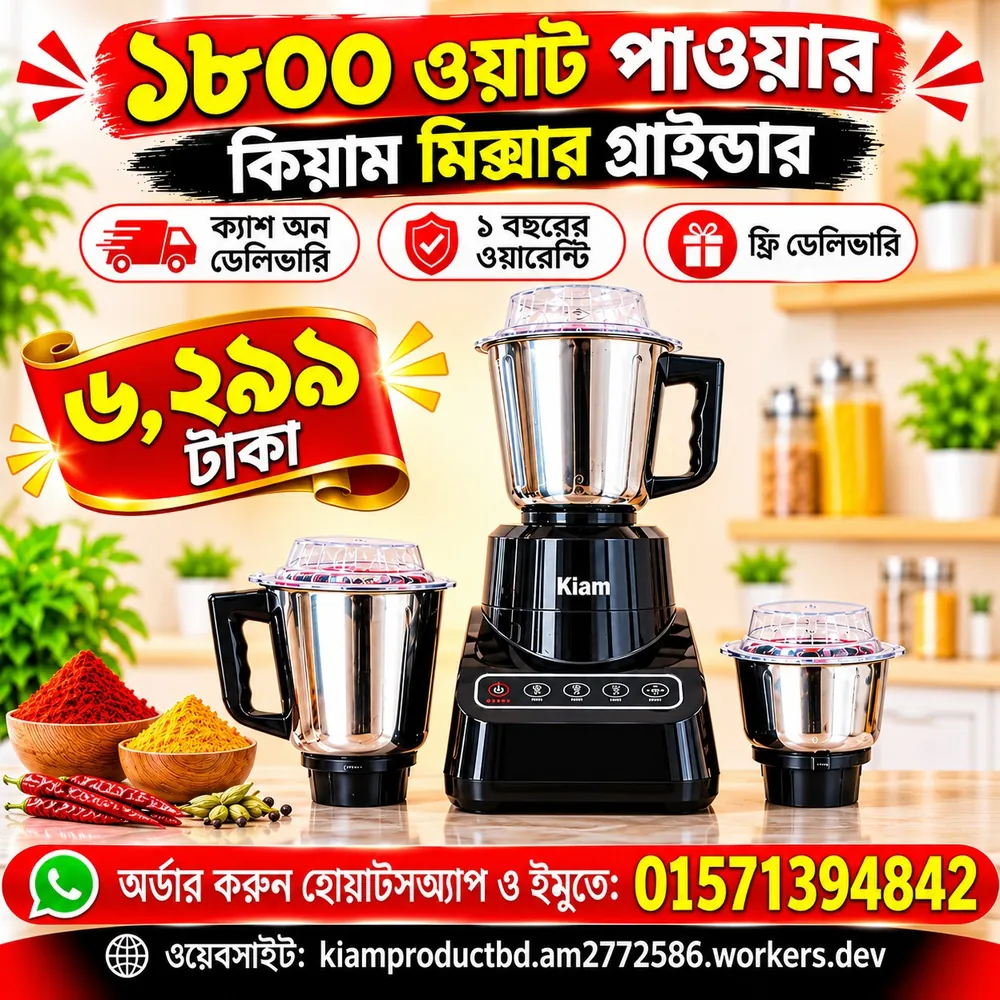 ১৮০০ ওয়াট পাওয়ার
কিয়াম মিক্সার গ্রাইন্ডার
ক্যাশ অন
ডেলিভারি
১ বছরের
ওয়ারেন্টি
ফ্রি ডেলিভারি
৬,২৯৯
টাকা
Kiam
অর্ডার করুন হোয়াটসঅ্যাপ ও ইমুতে: 01571394842
ওয়েবসাইট: kiamproductbd.am2772586.workers.dev